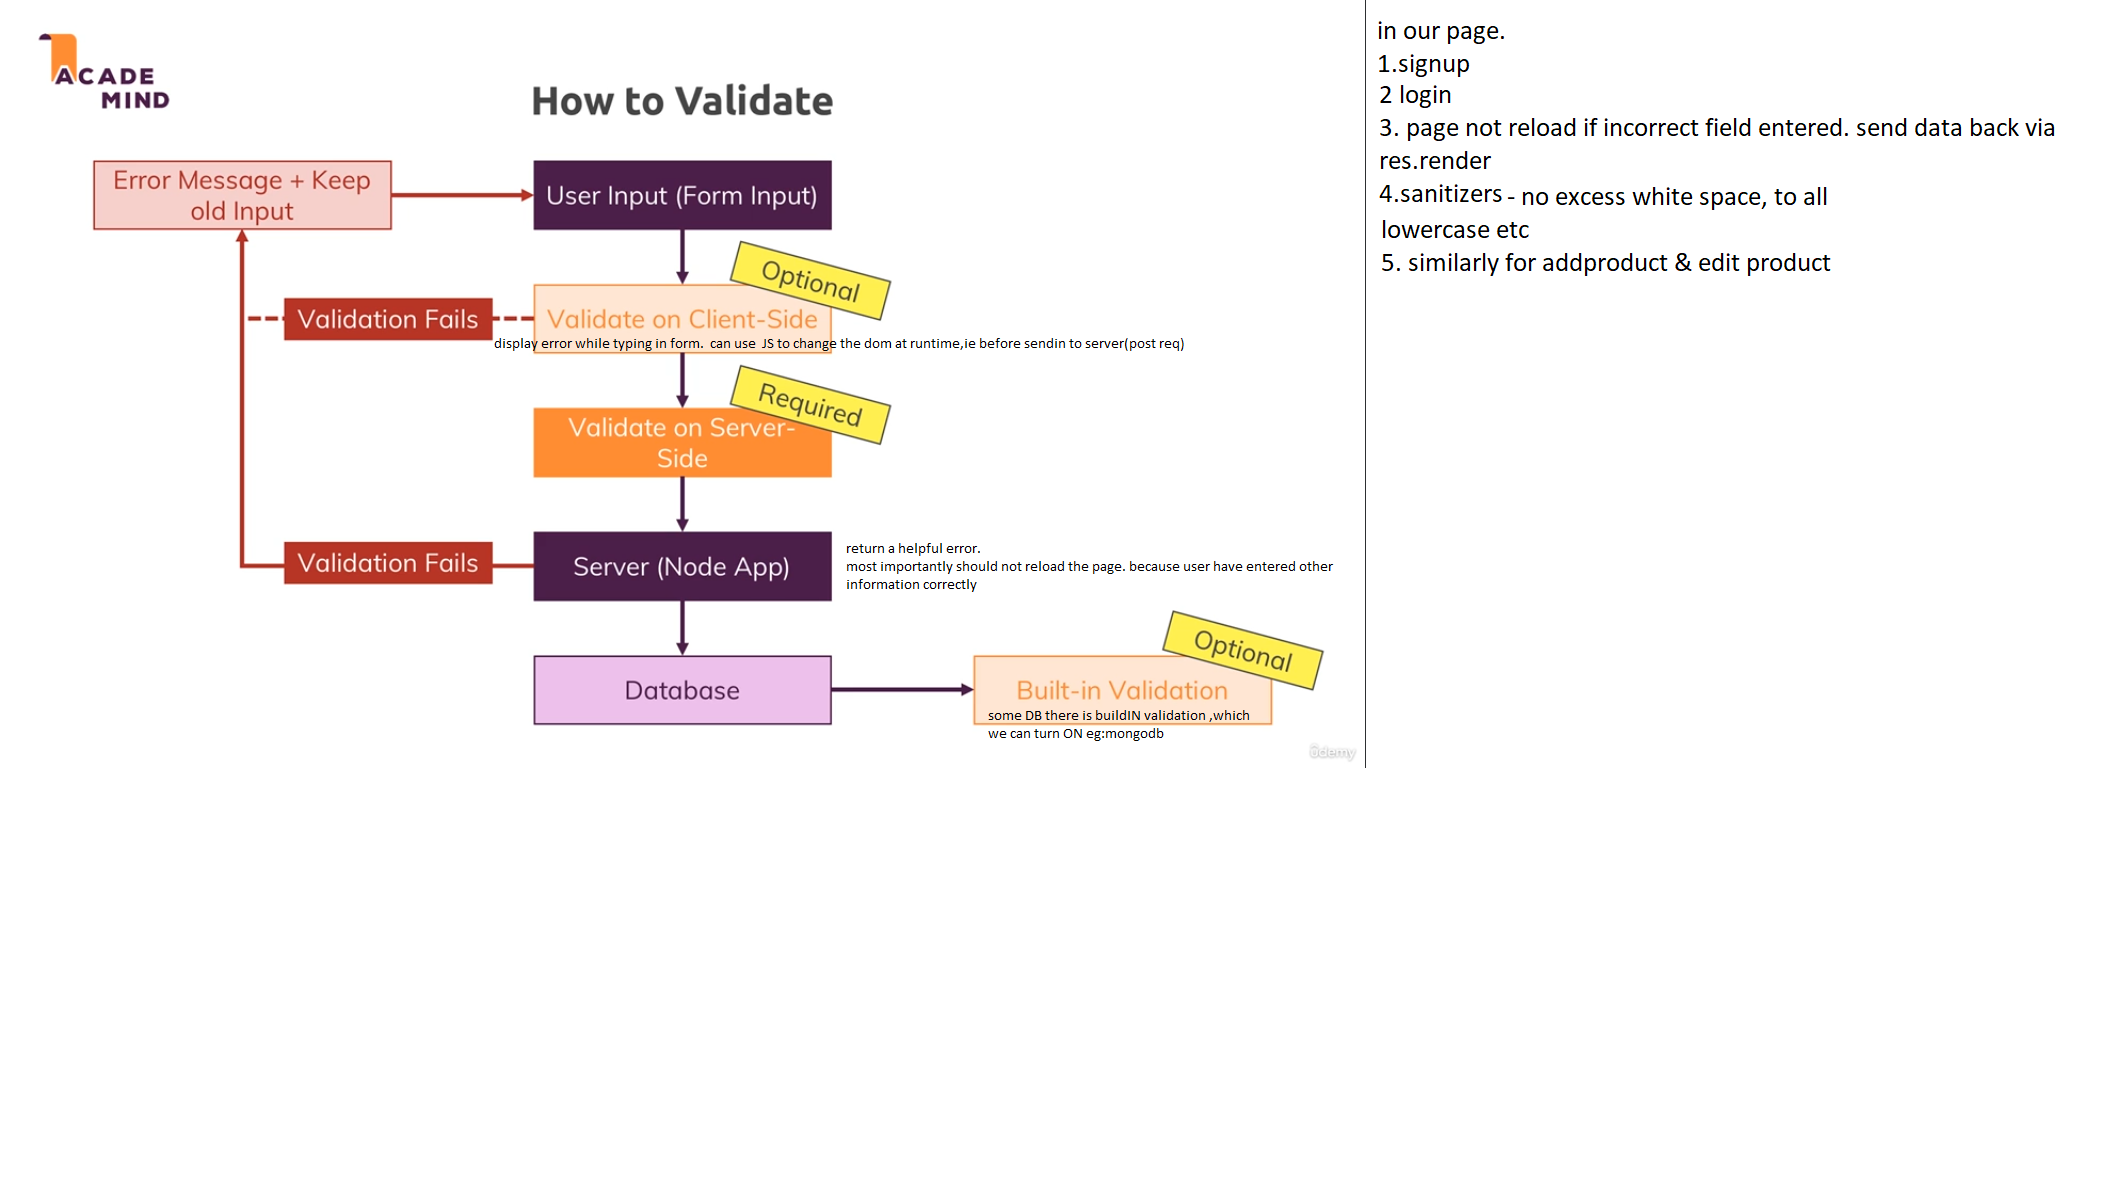 ACADE
MIND
How to Validate
Error Message + Keep
old Input
User Input (Form Input)
Optional
Validation Fails
Validate on Client-Side
display error while typing in form.  can use  JS to change the dom at runtime,ie before sendin to server(post req)
Required
Validate on Server-
Side
Validation Fails
Server (Node App)
return a helpful error.
most importantly should not reload the page. because user have entered other
information correctly
Optional
Database
Built-in Validation
some DB there is buildIN validation ,which
we can turn ON eg:mongodb
ûdemy
in our page.
1.signup
2 login
3. page not reload if incorrect field entered. send data back via
res.render
4.sanitizers - no excess white space, to all
lowercase etc
5. similarly for addproduct & edit product